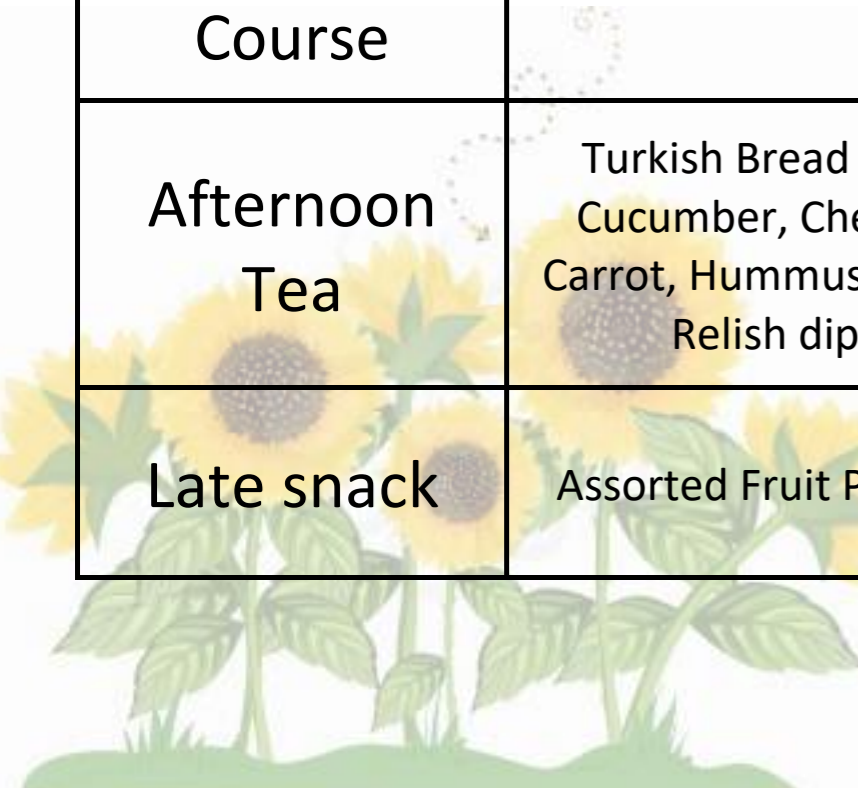 Course
Afternoon
Tea
Turkish Bread
Cucumber,
Carrot, Hummus
Relish dip
Late snack
Assorted Fruit